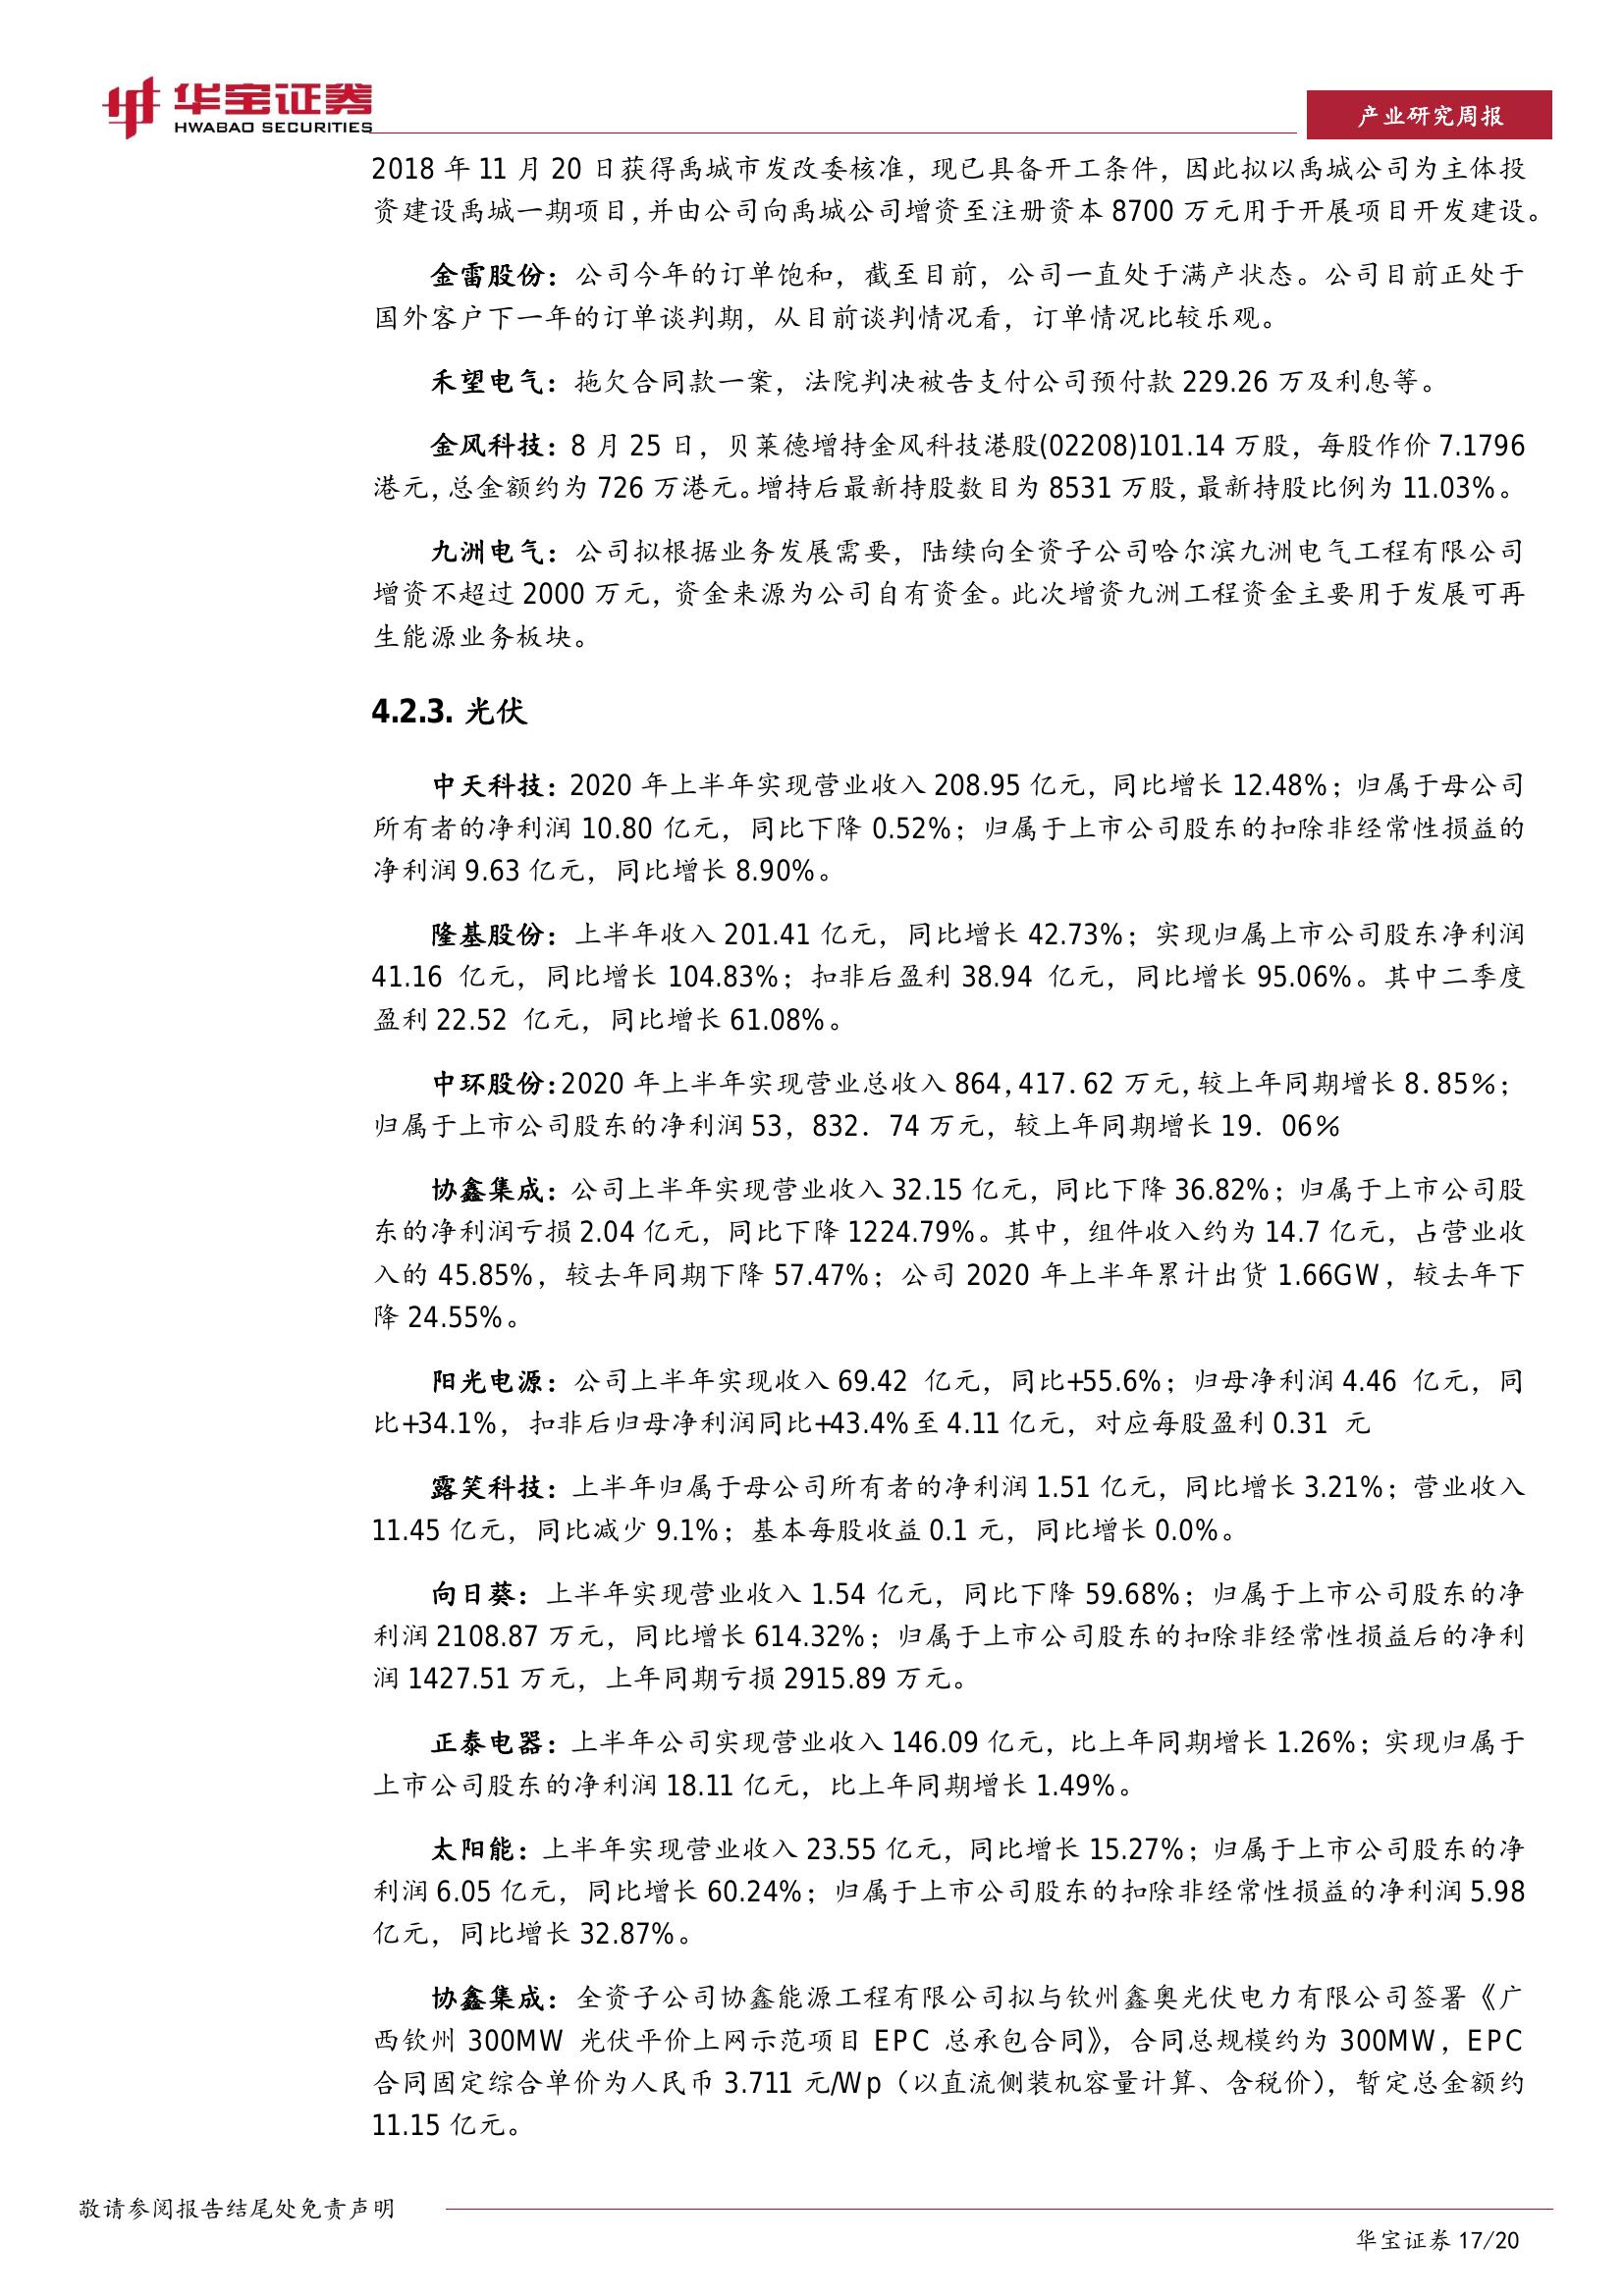 华宝证券
HWABAO SECURITIES
产业研究周报
2018 年 11 月 20 日获得禹城市发改委核准，现已具备开工条件，因此拟以禹城公司为主体投
资建设禹城一期项目，并由公司向禹城公司增资至注册资本 8700 万元用于开展项目开发建设。
金雷股份：公司今年的订单饱和，截至目前，公司一直处于满产状态。公司目前正处于
国外客户下一年的订单谈判期，从目前谈判情况看，订单情况比较乐观。
禾望电气：拖欠合同款一案，法院判决被告支付公司预付款 229.26 万及利息等。
金风科技：8 月 25 日，贝莱德增持金风科技港股(02208)101.14 万股，每股作价 7.1796
港元，总金额约为 726 万港元。增持后最新持股数目为 8531 万股，最新持股比例为 11.03%。
九洲电气：公司拟根据业务发展需要，陆续向全资子公司哈尔滨九洲电气工程有限公司
增资不超过 2000 万元，资金来源为公司自有资金。此次增资九洲工程资金主要用于发展可再
生能源业务板块。
4.2.3. 光伏
中天科技：2020 年上半年实现营业收入 208.95 亿元，同比增长 12.48%；归属于母公司
所有者的净利润 10.80 亿元，同比下降 0.52%；归属于上市公司股东的扣除非经常性损益的
净利润 9.63 亿元，同比增长 8.90%。
隆基股份：上半年收入 201.41 亿元，同比增长 42.73%；实现归属上市公司股东净利润
41.16 亿元，同比增长 104.83%；扣非后盈利 38.94 亿元，同比增长 95.06%。其中二季度
盈利 22.52 亿元，同比增长 61.08%。
中环股份：2020 年上半年实现营业总收入 864，417．62 万元，较上年同期增长 8．85%；
归属于上市公司股东的净利润 53，832．74 万元，较上年同期增长 19．06%
协鑫集成：公司上半年实现营业收入 32.15 亿元，同比下降 36.82%；归属于上市公司股
东的净利润亏损 2.04 亿元，同比下降 1224.79%。其中，组件收入约为 14.7 亿元，占营业收
入的 45.85%，较去年同期下降 57.47%；公司 2020 年上半年累计出货 1.66GW，较去年下
降 24.55%。
阳光电源：公司上半年实现收入 69.42 亿元，同比+55.6%；归母净利润 4.46 亿元，同
比+34.1%，扣非后归母净利润同比+43.4%至 4.11 亿元，对应每股盈利 0.31 元
露笑科技：上半年归属于母公司所有者的净利润 1.51 亿元，同比增长 3.21%；营业收入
11.45 亿元，同比减少 9.1%；基本每股收益 0.1 元，同比增长 0.0%。
向日葵：上半年实现营业收入 1.54 亿元，同比下降 59.68%；归属于上市公司股东的净
利润 2108.87 万元，同比增长 614.32%；归属于上市公司股东的扣除非经常性损益后的净利
润 1427.51 万元，上年同期亏损 2915.89 万元。
正泰电器：上半年公司实现营业收入 146.09 亿元，比上年同期增长 1.26%；实现归属于
上市公司股东的净利润 18.11 亿元，比上年同期增长 1.49%。
太阳能：上半年实现营业收入 23.55 亿元，同比增长 15.27%；归属于上市公司股东的净
利润 6.05 亿元，同比增长 60.24%；归属于上市公司股东的扣除非经常性损益的净利润 5.98
亿元，同比增长 32.87%。
协鑫集成：全资子公司协鑫能源工程有限公司拟与钦州鑫奥光伏电力有限公司签署《广
西钦州 300MW 光伏平价上网示范项目 EPC 总承包合同》，合同总规模约为 300MW，EPC
合同固定综合单价为人民币 3.711 元/Wp（以直流侧装机容量计算、含税价），暂定总金额约
11.15 亿元。
敬请参阅报告结尾处免责声明
华宝证券 17/20